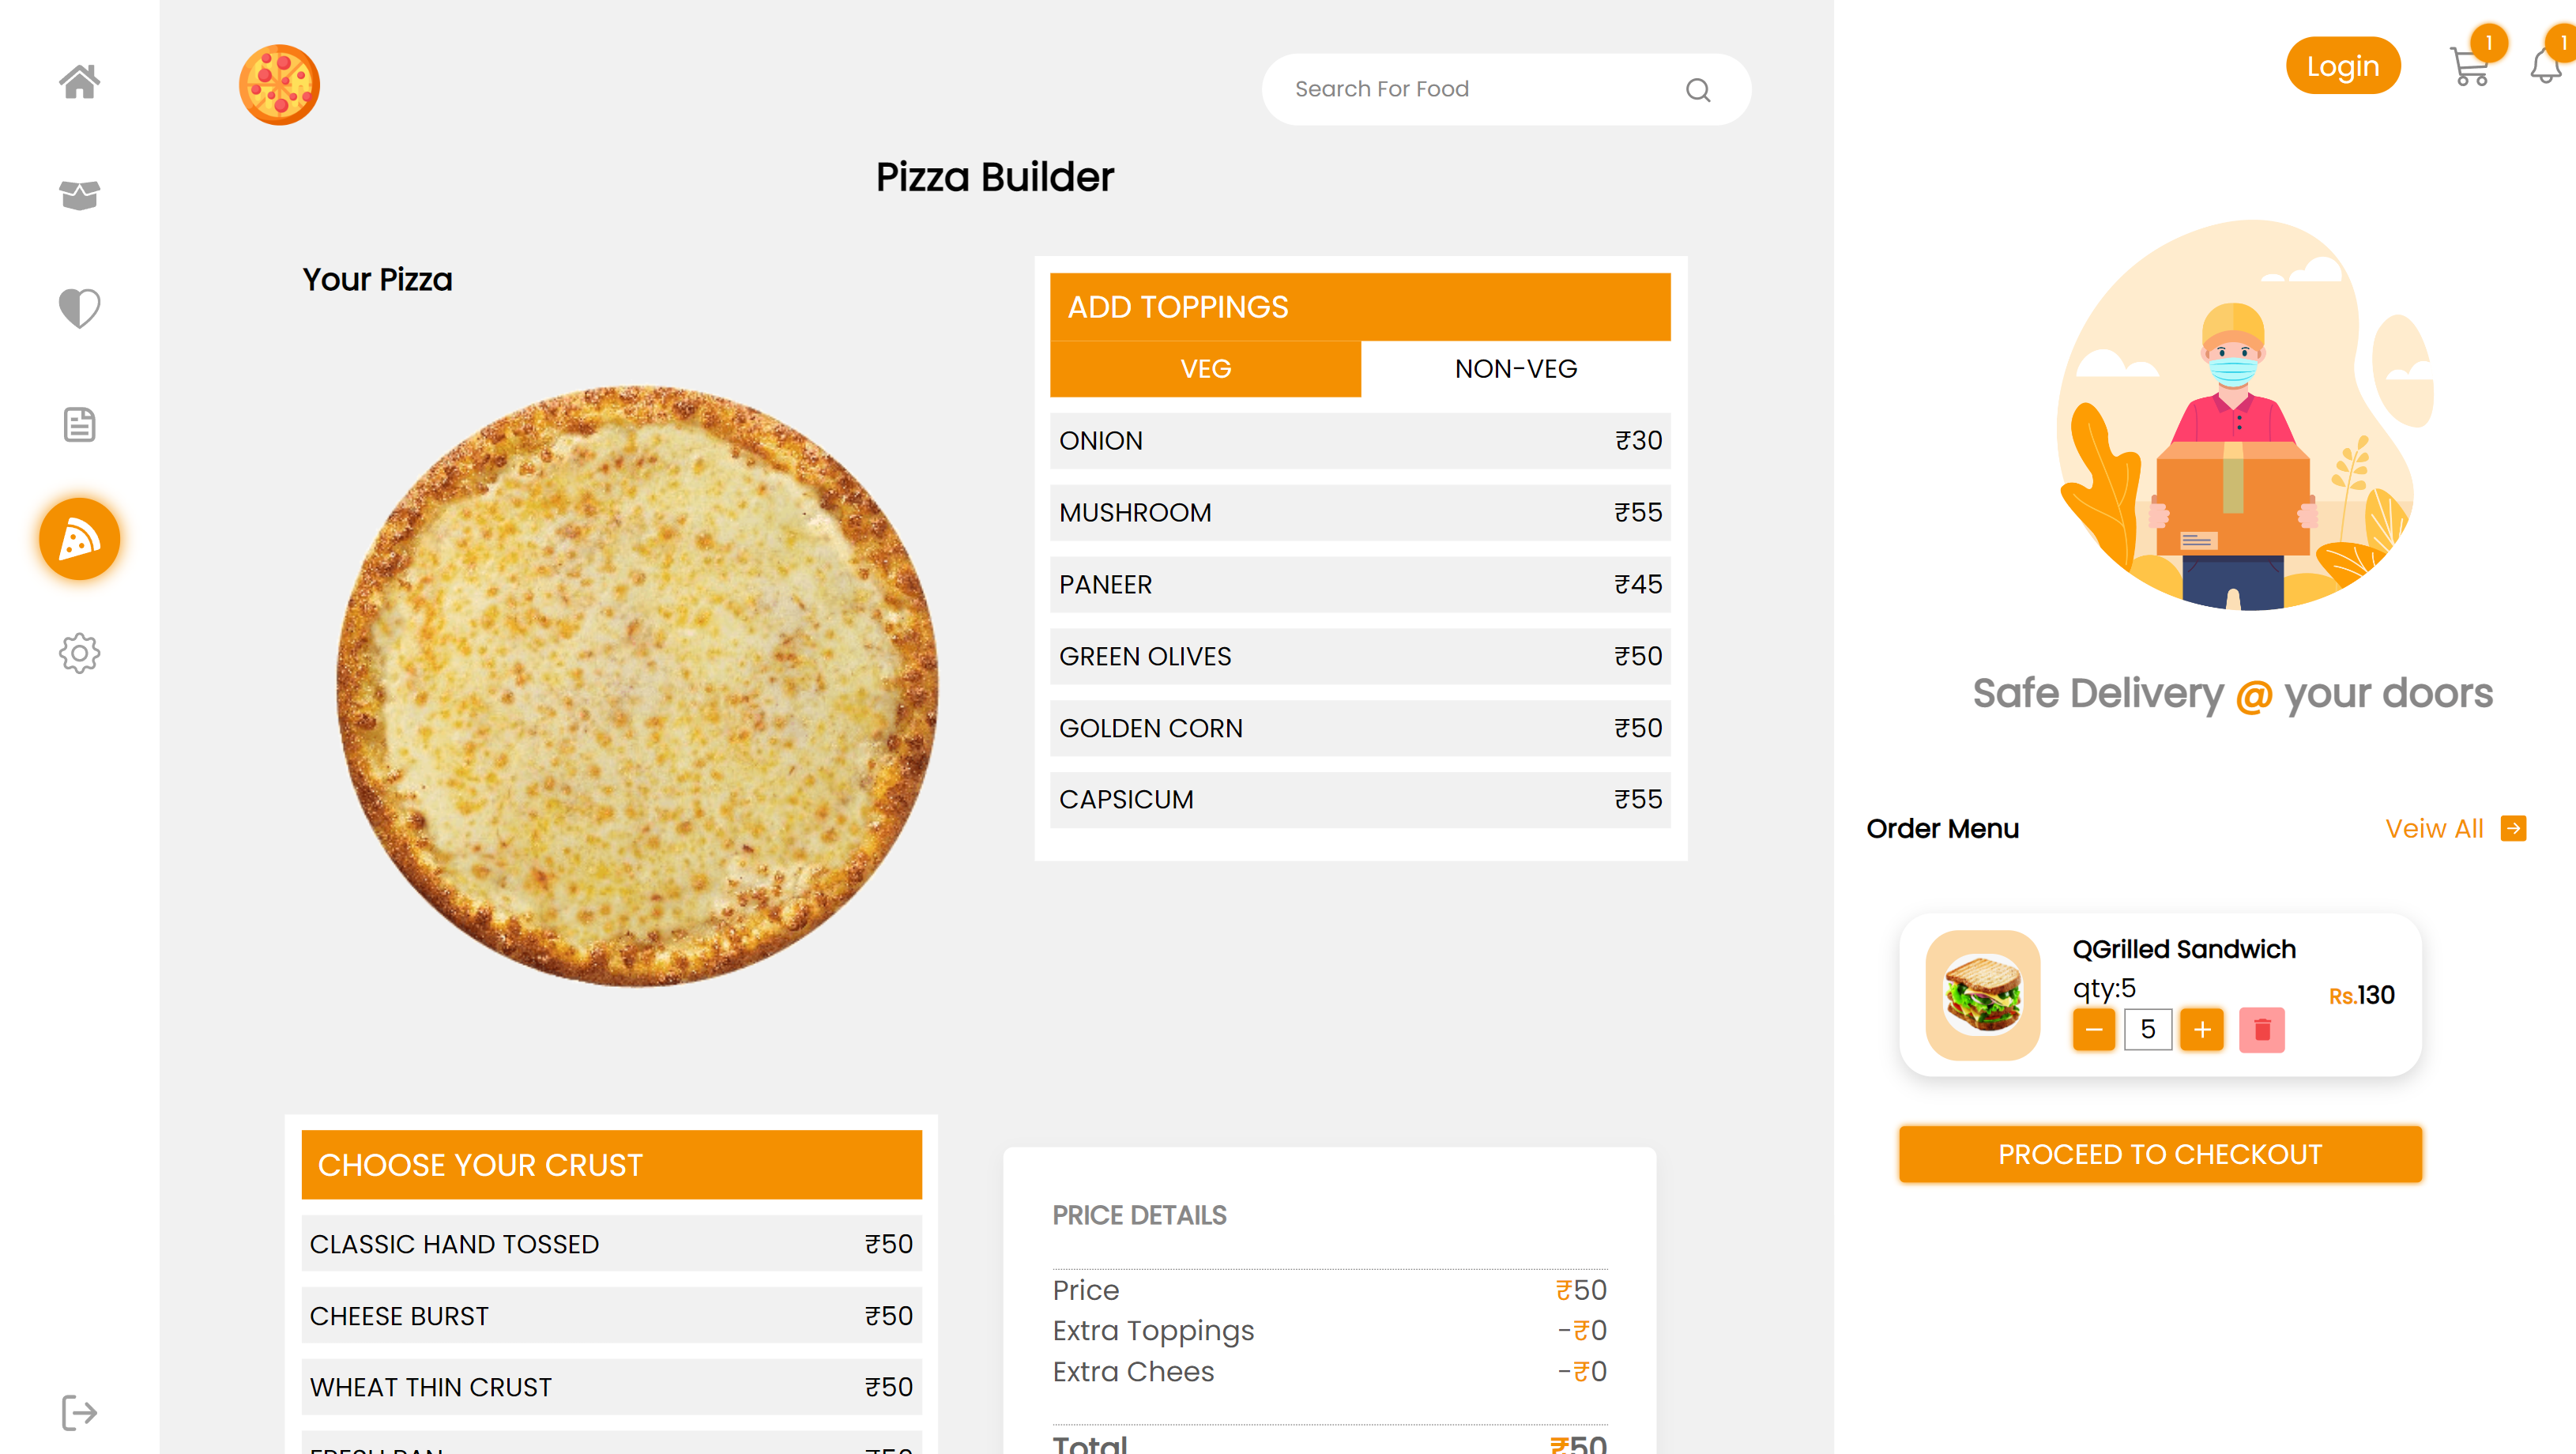 Search For Food
Login
1
1
Pizza Builder
Your Pizza
ADD TOPPINGS
VEG
NON-VEG
ONION ₹30
MUSHROOM ₹55
PANEER ₹45
GREEN OLIVES ₹50
GOLDEN CORN ₹50
CAPSICUM ₹55
CHOOSE YOUR CRUST
CLASSIC HAND TOSSED ₹50
CHEESE BURST ₹50
WHEAT THIN CRUST ₹50
FRESH PAN ₹50
PRICE DETAILS
Price ₹50
Extra Toppings -₹0
Extra Chees -₹0
Total ₹50
Safe Delivery @ your doors
Order Menu
Veiw All
QGrilled Sandwich
qty:5
Rs.130
5
PROCEED TO CHECKOUT